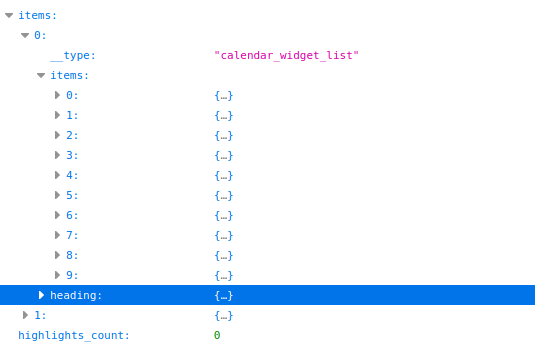 items:
0:
__type: "calendar_widget_list"
items:
0: {…}
1: {…}
2: {…}
3: {…}
4: {…}
5: {…}
6: {…}
7: {…}
8: {…}
9: {…}
heading: {…}
1: {…}
highlights_count: 0